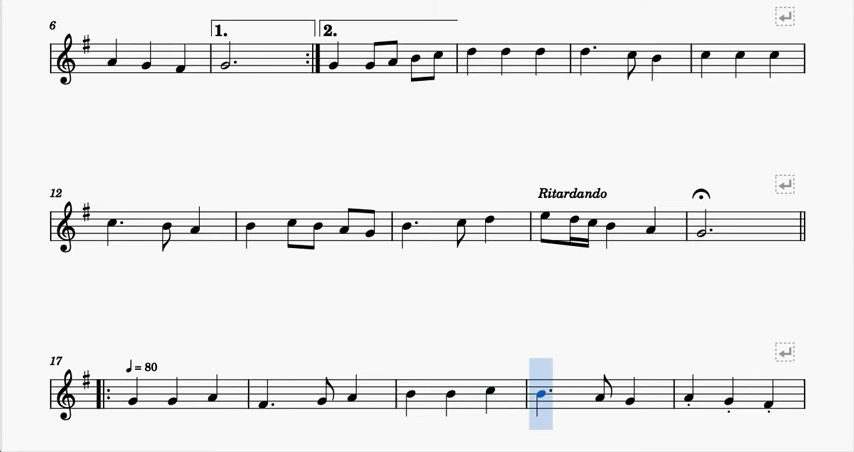 6
1.
2.
12
Ritardando
17
♩ = 80